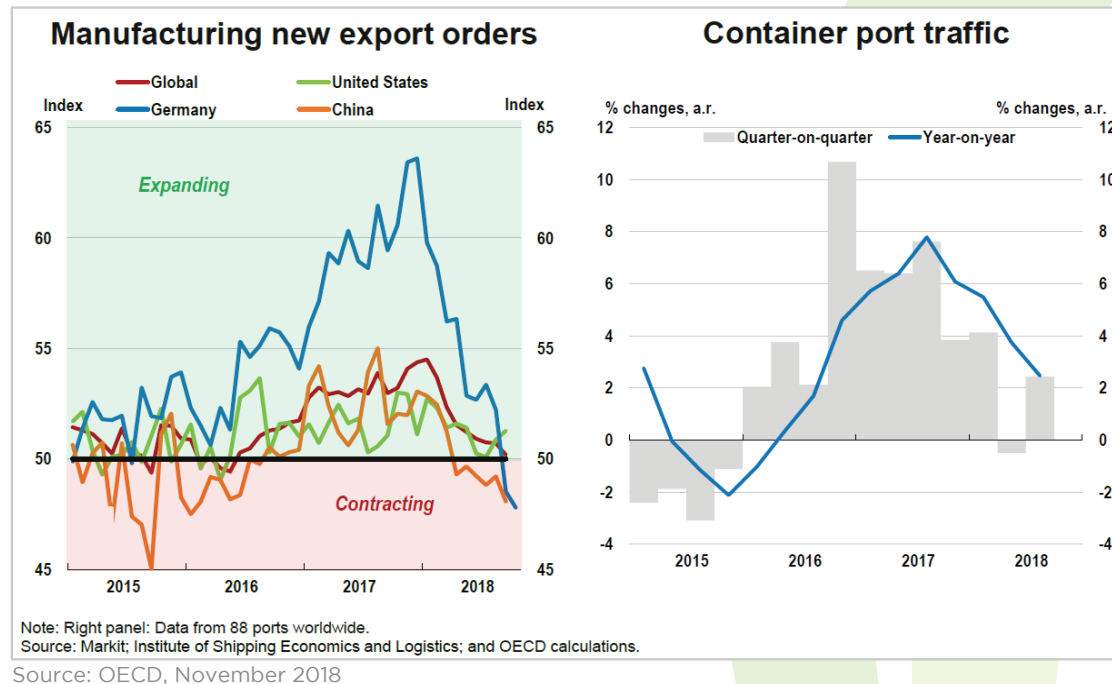 Manufacturing new export orders
Global
United States
Germany
China
Index
Index
65
65
Expanding
60
60
55
55
50
50
Contracting
45
45
2015
2016
2017
2018
Container port traffic
% changes, a.r.
% changes, a.r.
12
12
Quarter-on-quarter
Year-on-year
10
10
8
8
6
6
4
4
2
2
0
0
-2
-2
-4
-4
2015
2016
2017
2018
Note: Right panel: Data from 88 ports worldwide.
Source: Markit; Institute of Shipping Economics and Logistics; and OECD calculations.
Source: OECD, November 2018